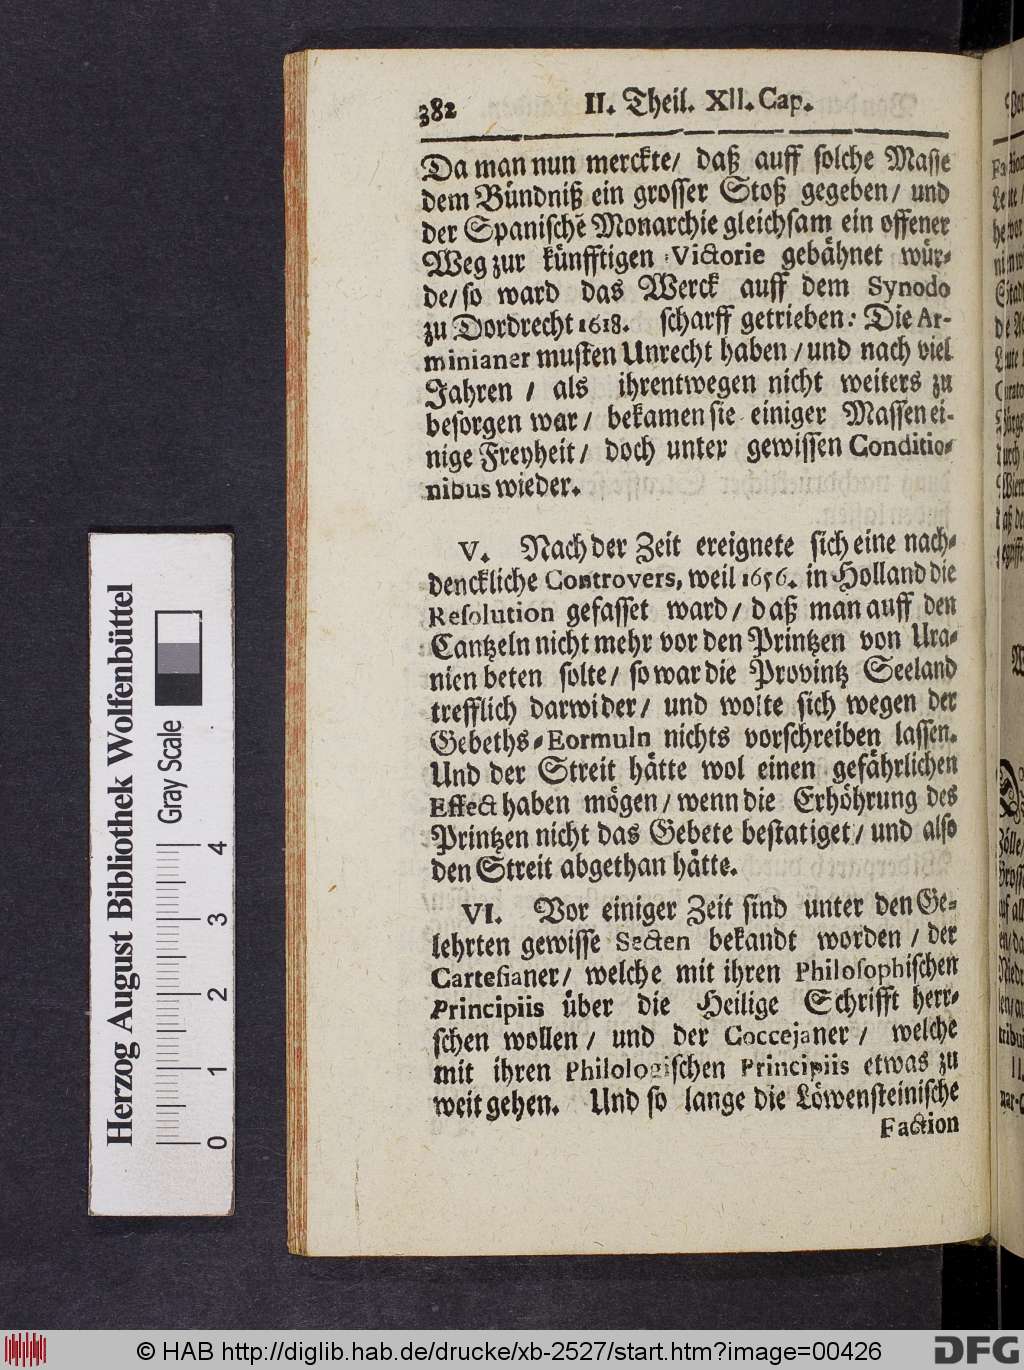 382 II. Theil. XII. Cap.
Da man nun merckte/ daß auff solche Masse
dem Bündniß ein grosser Stoß gegeben/ und
der Spanischẽ Monarchie gleichsam ein offener
Weg zur künfftigen Victorie gebähnet wür-
de/ so ward das Werck auff dem Synodo
zu Dordrecht 1618. scharff getrieben: Die Ar-
minianer musten Unrecht haben / und nach viel
Jahren / als ihrentwegen nicht weiters zu
besorgen war / bekamen sie einiger Massen ei-
nige Freyheit / doch unter gewissen Conditio-
nibus wieder.
V. Nach der Zeit ereignete sich eine nach-
denckliche Controvers, weil 1656. in Holland die
Resolution gefasset ward / daß man auff den
Cantzeln nicht mehr vor den Printzen von Ura-
nien beten solte / so war die Provintz Seeland
trefflich darwider / und wolte sich wegen der
Gebeths-Eormuln nichts vorschreiben lassen.
Und der Streit hätte wol einen gefährlichen
Effect haben mögen / wenn die Erhöhrung des
Printzen nicht das Gebete bestatiget / und also
den Streit abgethan hätte.
VI. Vor einiger Zeit sind unter den Ge-
lehrten gewisse Secten bekandt worden / der
Cartesianer / welche mit ihren Philosophischen
Principiis über die Heilige Schrifft herr-
schen wollen / und der Coccejaner / welche
mit ihren Philologischen Principiis etwas zu
weit gehen. Und so lange die Löwensteinische
Faction
Herzog August Bibliothek Wolfenbüttel
Gray Scale
0 1 2 3 4
© HAB http://diglib.hab.de/drucke/xb-2527/start.htm?image=00426
DFG